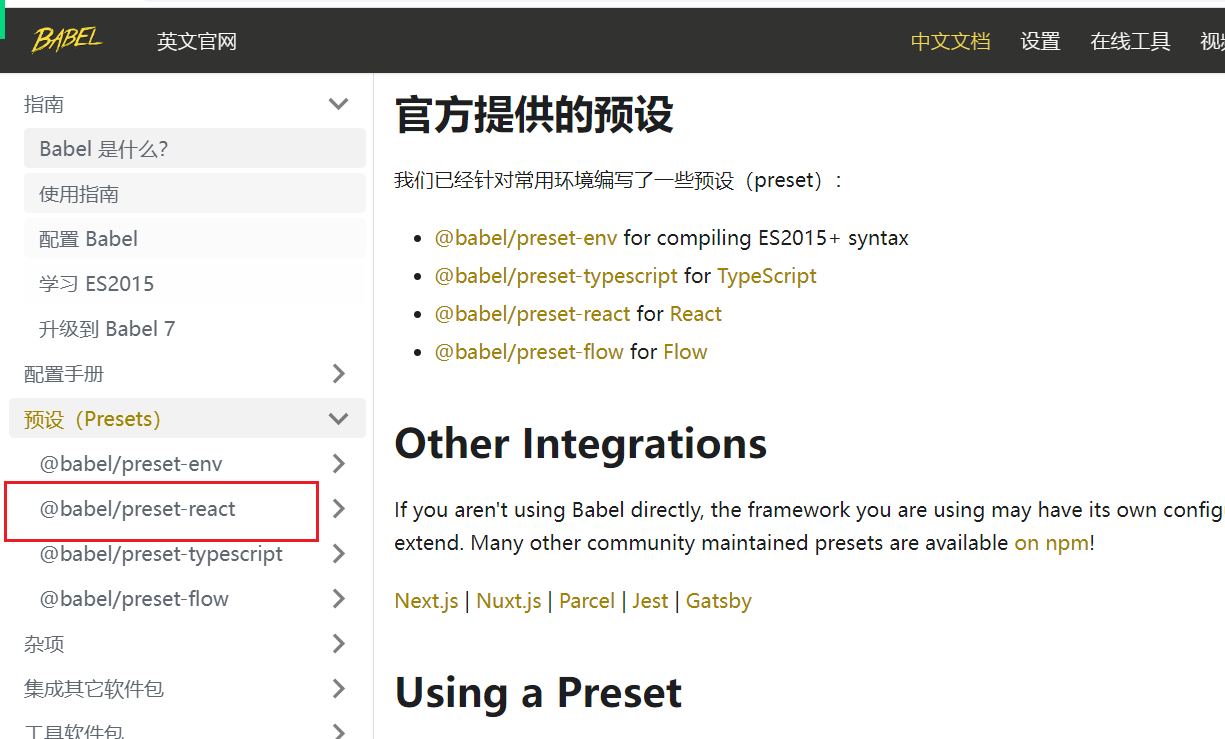 BABEL 英文官网 中文文档 设置 在线工具 视频
指南
Babel 是什么？
使用指南
配置 Babel
学习 ES2015
升级到 Babel 7
配置手册
预设（Presets）
@babel/preset-env
@babel/preset-react
@babel/preset-typescript
@babel/preset-flow
杂项
集成其它软件包
工具软件包
官方提供的预设
我们已经针对常用环境编写了一些预设（preset）：
@babel/preset-env for compiling ES2015+ syntax
@babel/preset-typescript for TypeScript
@babel/preset-react for React
@babel/preset-flow for Flow
Other Integrations
If you aren't using Babel directly, the framework you are using may have its own configu
extend. Many other community maintained presets are available on npm!
Next.js | Nuxt.js | Parcel | Jest | Gatsby
Using a Preset